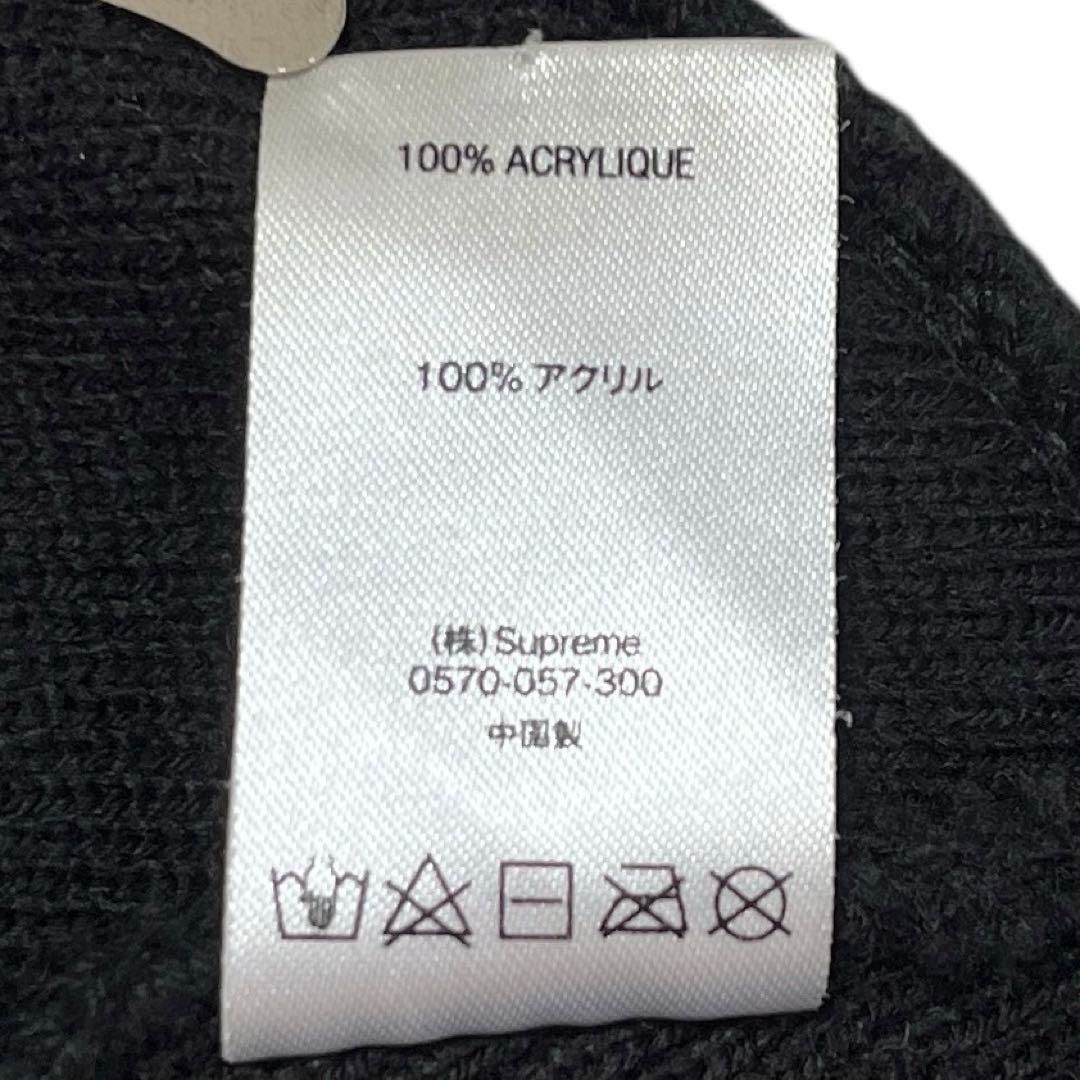 100% ACRYLIQUE
100% アクリル
(株)Supreme
0570-057-300
中国製